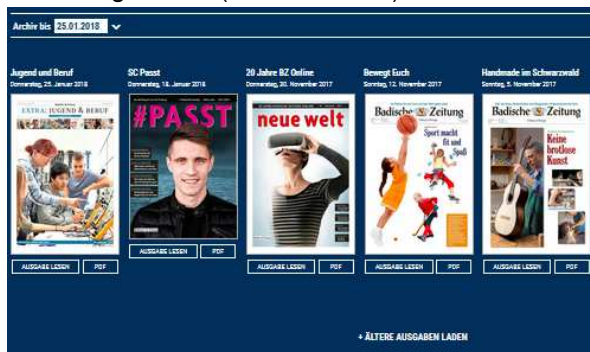 Archiv bis 25.01.2018
Jugend und Beruf
Donnerstag, 25. Januar 2018
EXTRA: JUGEND & BERUF
AUSGABE LESEN PDF
SC Passt
Donnerstag, 18. Januar 2018
#PASST
AUSGABE LESEN PDF
20 Jahre BZ Online
Donnerstag, 30. November 2017
neue welt
AUSGABE LESEN PDF
Bewegt Euch
Sonntag, 12. November 2017
Badische Zeitung
Sport macht
fit und
Spaß
AUSGABE LESEN PDF
Handmade im Schwarzwald
Sonntag, 5. November 2017
Badische Zeitung
Keine
brotlose
Kunst
AUSGABE LESEN PDF
+ ÄLTERE AUSGABEN LADEN